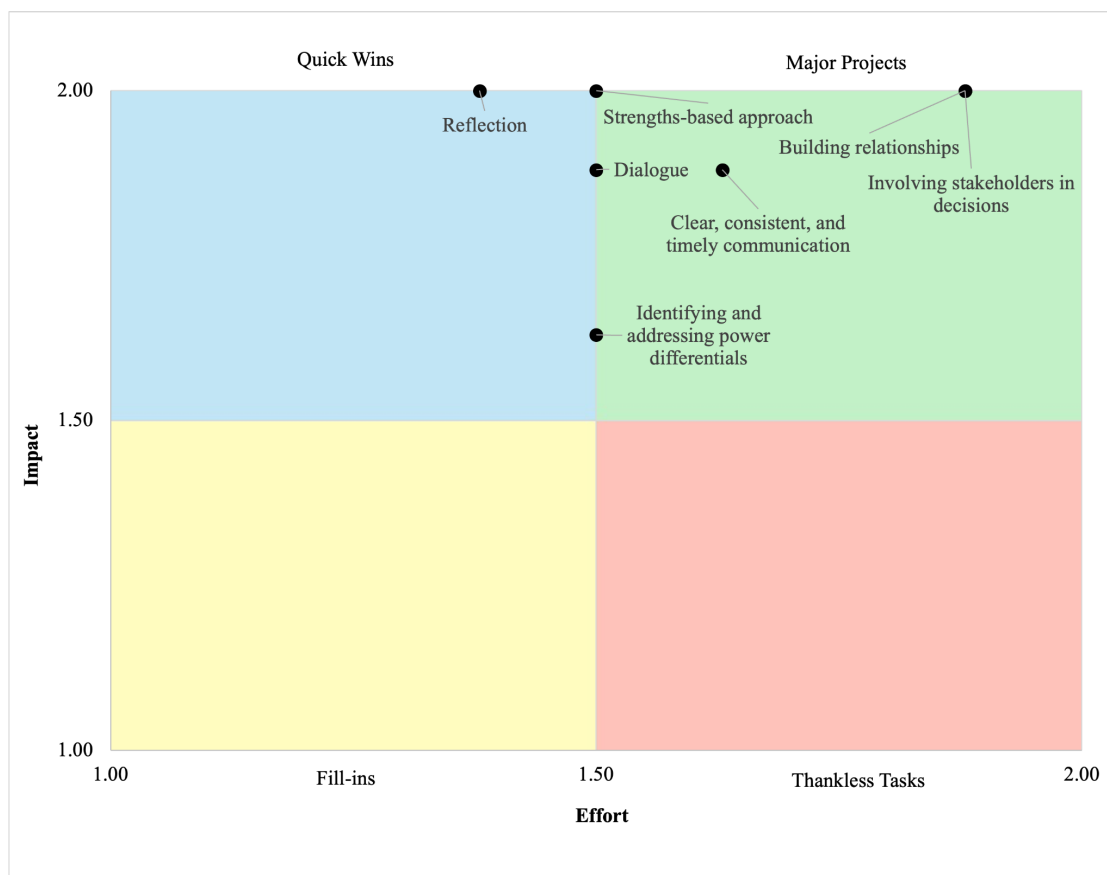 Quick Wins
Major Projects
2.00
Reflection
Strengths-based approach
Building relationships
Dialogue
Involving stakeholders in
decisions
Clear, consistent, and
timely communication
Identifying and
addressing power
differentials
1.50
Impact
1.00
1.00
Fill-ins
1.50
Thankless Tasks
2.00
Effort